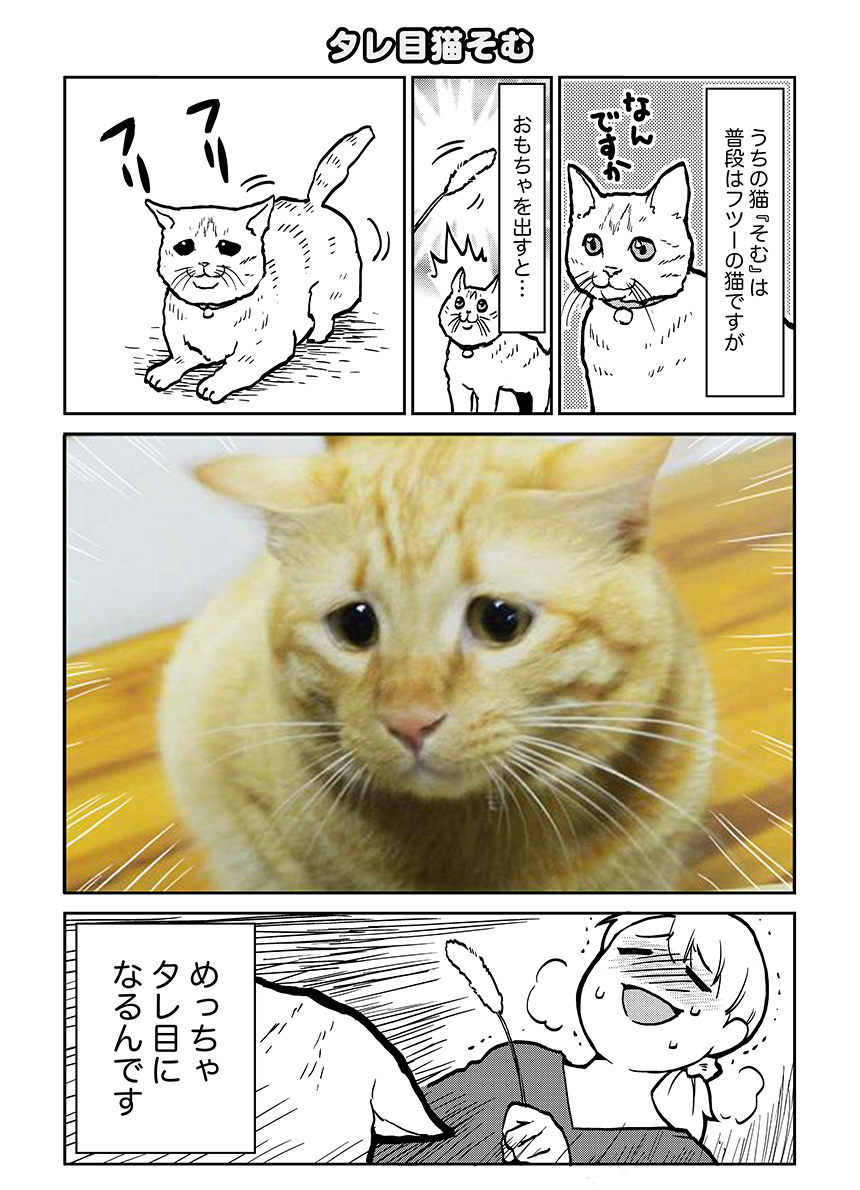 タレ目猫そむ
うちの猫『そむ』は
普段はフツーの猫ですが
なん
ですか
おもちゃを出すと…
フリ
フリ
めっちゃ
タレ目に
なるんです